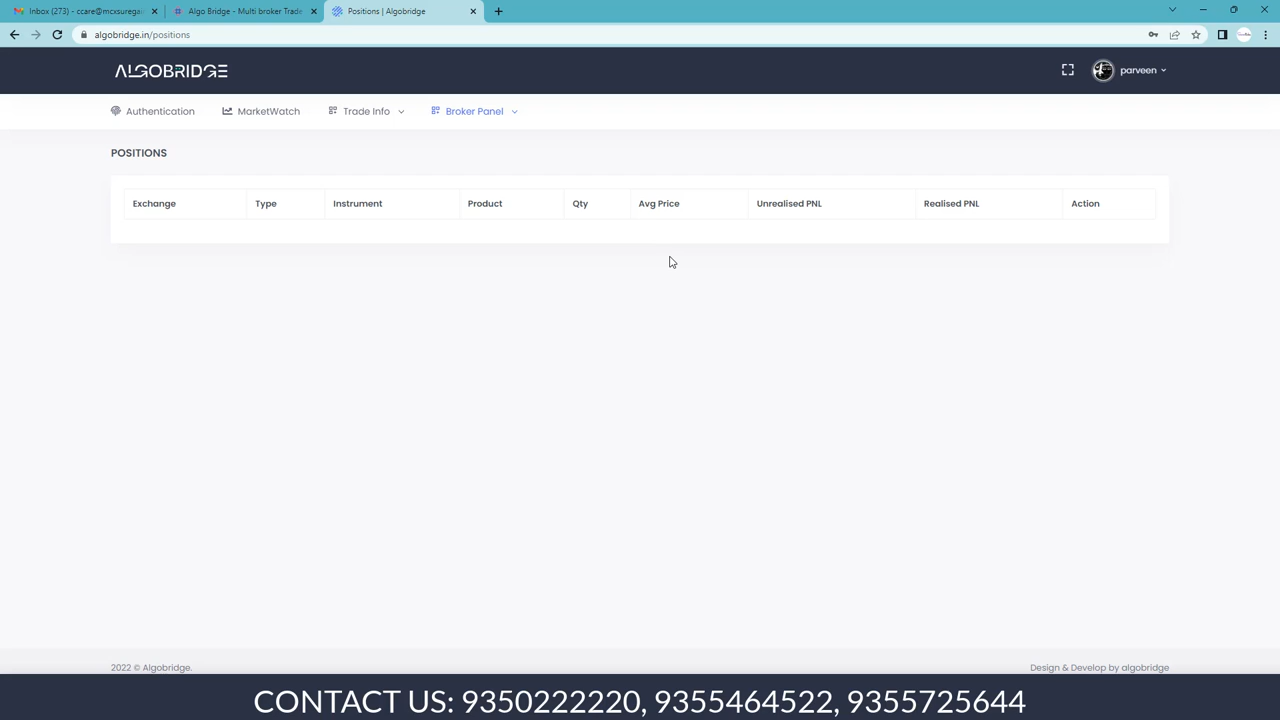 Inbox (273) - ccare@mcxsurega
Algo Bridge - Multi broker Trade
Positions | Algobridge
algobridge.in/positions
ALGOBRIDGE
parveen
Authentication
MarketWatch
Trade Info
Broker Panel
POSITIONS
Exchange
Type
Instrument
Product
Qty
Avg Price
Unrealised PNL
Realised PNL
Action
2022 © Algobridge.
Design & Develop by algobridge
CONTACT US: 9350222220, 9355464522, 9355725644